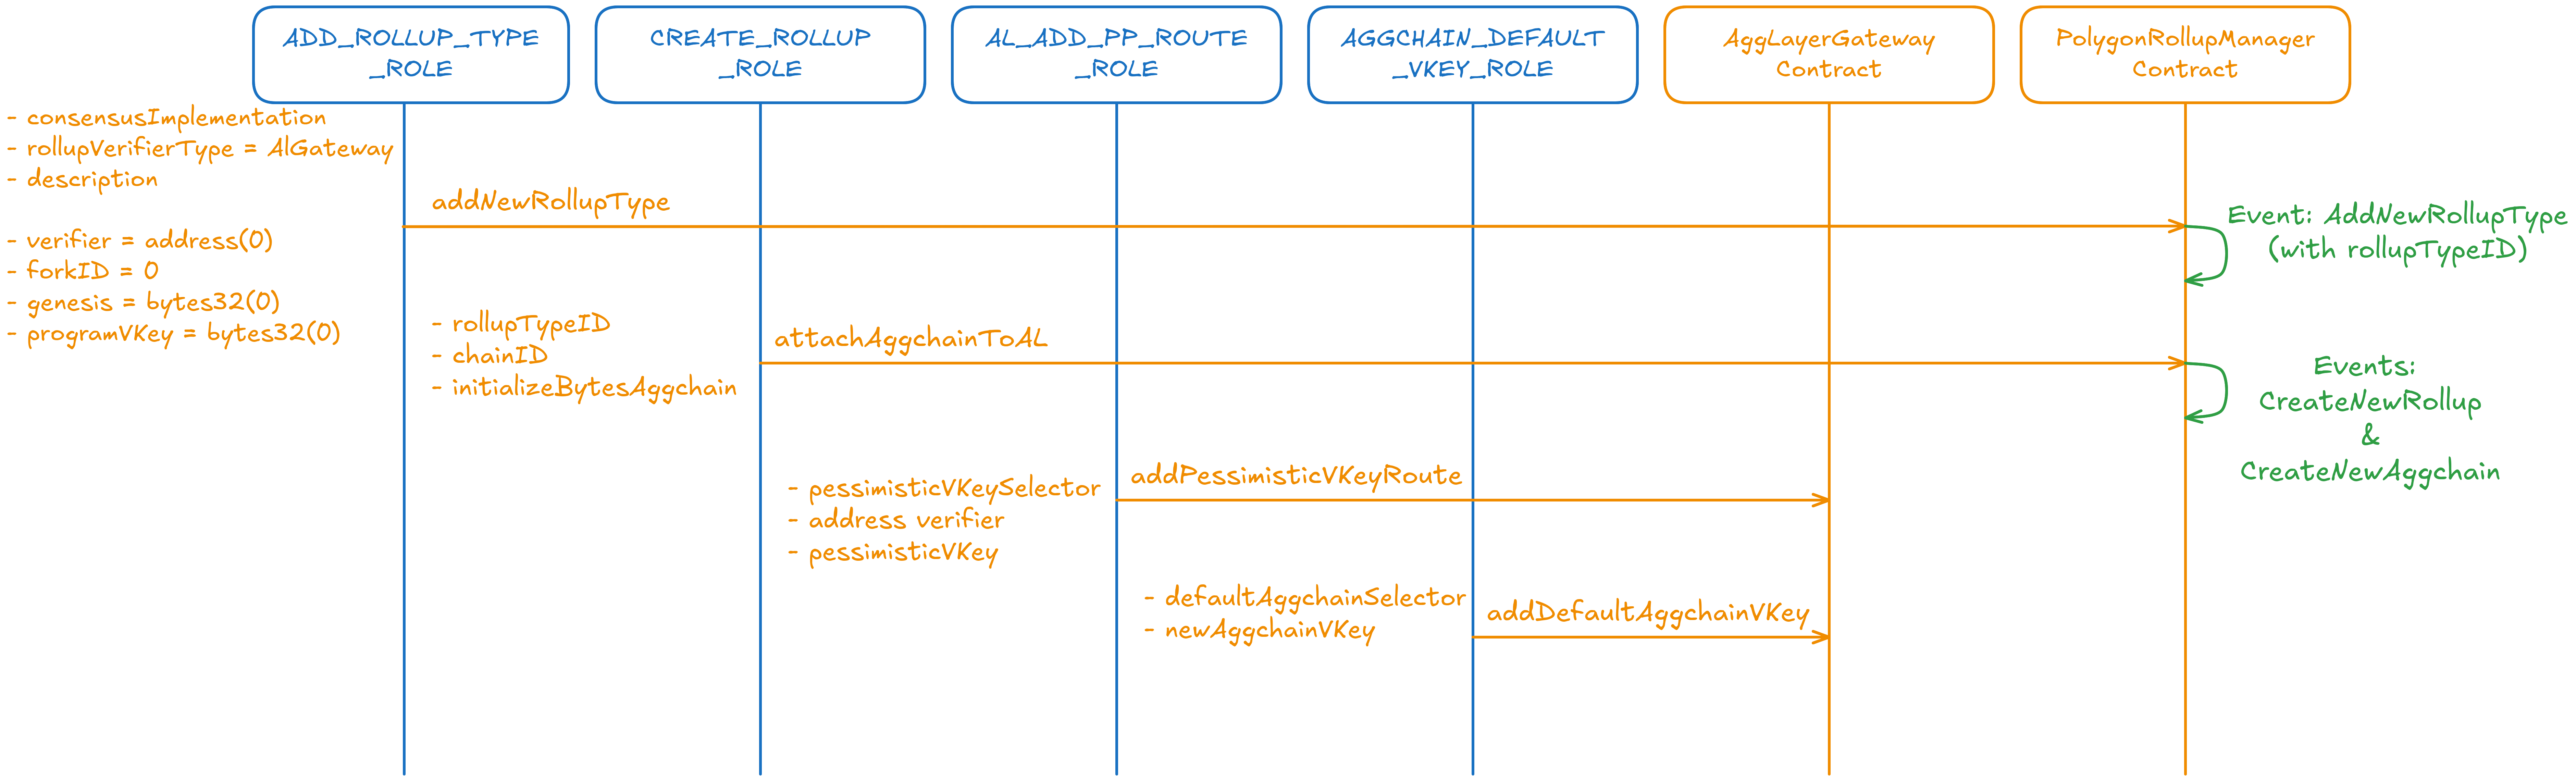 ADD_ROLLUP_TYPE
_ROLE
CREATE_ROLLUP
_ROLE
AL_ADD_PP_ROUTE
_ROLE
AGGCHAIN_DEFAULT
_VKEY_ROLE
AggLayerGateway
Contract
PolygonRollupManager
Contract
- consensusImplementation
- rollupVerifierType = AlGateway
- description
- verifier = address(0)
- forkID = 0
- genesis = bytes32(0)
- programVKey = bytes32(0)
addNewRollupType
Event: AddNewRollupType
(with rollupTypeID)
- rollupTypeID
- chainID
- initializeBytesAggchain
attachAggchainToAL
Events:
CreateNewRollup
&
CreateNewAggchain
- pessimisticVKeySelector
- address verifier
- pessimisticVKey
addPessimisticVKeyRoute
- defaultAggchainSelector
- newAggchainVKey
addDefaultAggchainVKey